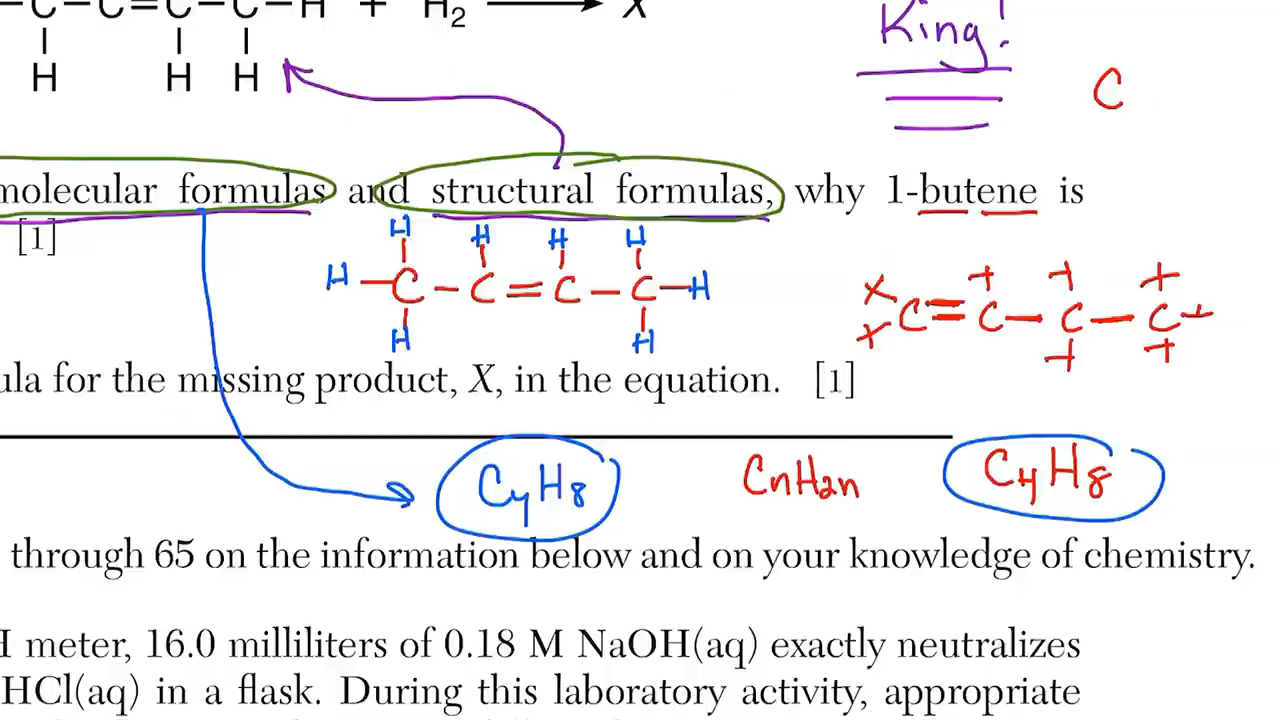 –C–C=C–C–H + H₂ ⟶ X
H H H
King!
C
molecular formulas and structural formulas, why 1-butene is
[1]
H H H H
H–C–C=C–C–H
H H
C=C–C–C
ula for the missing product, X, in the equation. [1]
C₄H₈ CnH2n C₄H₈
through 65 on the information below and on your knowledge of chemistry.
H meter, 16.0 milliliters of 0.18 M NaOH(aq) exactly neutralizes
HCl(aq) in a flask. During this laboratory activity, appropriate